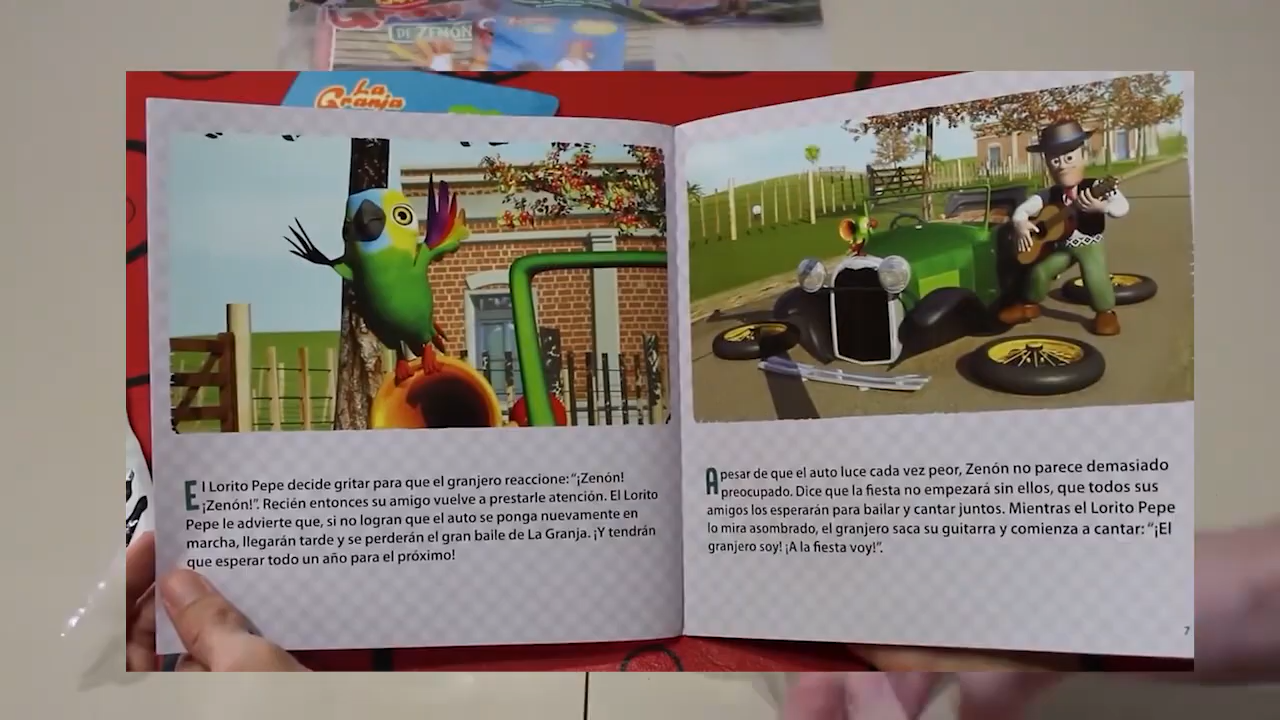 DE ZENÓN
La
Granja
El Lorito Pepe decide gritar para que el granjero reaccione: “¡Zenón!
¡Zenón!”. Recién entonces su amigo vuelve a prestarle atención. El Lorito
Pepe le advierte que, si no logran que el auto se ponga nuevamente en
marcha, llegarán tarde y se perderán el gran baile de La Granja. ¡Y tendrán
que esperar todo un año para el próximo!
A pesar de que el auto luce cada vez peor, Zenón no parece demasiado
preocupado. Dice que la fiesta no empezará sin ellos, que todos sus
amigos los esperarán para bailar y cantar juntos. Mientras el Lorito Pepe
lo mira asombrado, el granjero saca su guitarra y comienza a cantar: “¡El
granjero soy! ¡A la fiesta voy!”.
7